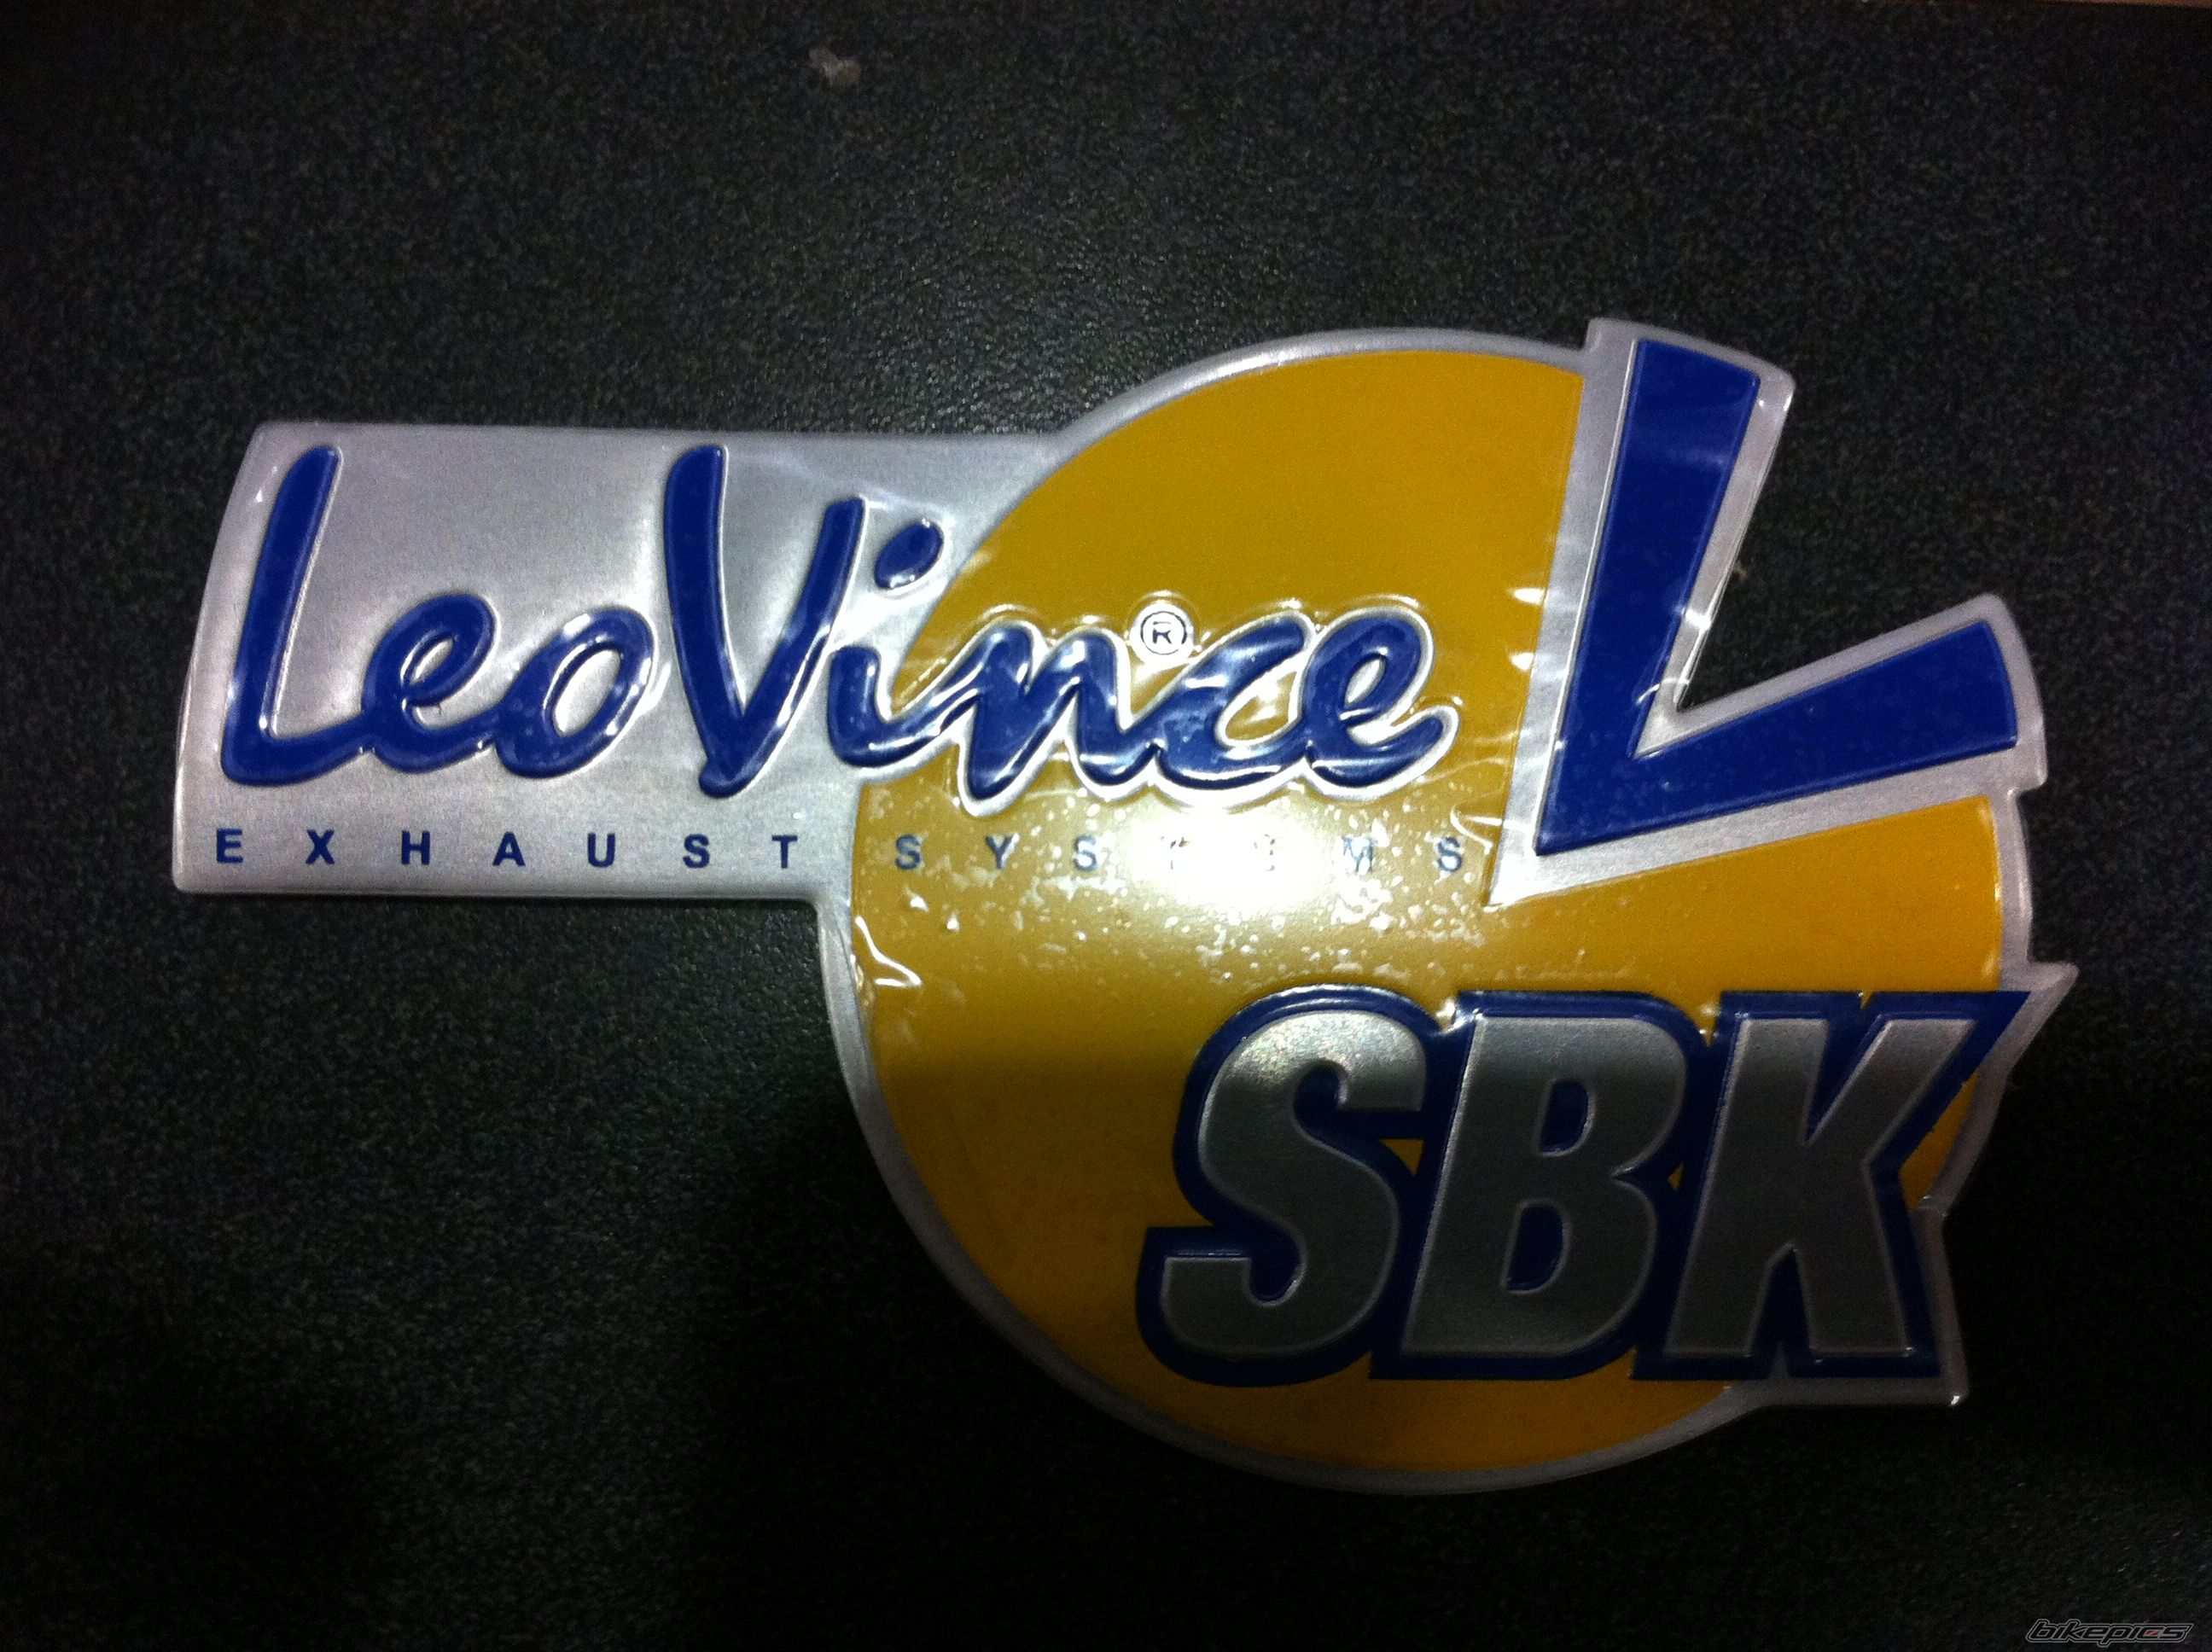 LeoVince®
EXHAUST SYSTEMS
L
SBK
bikepics